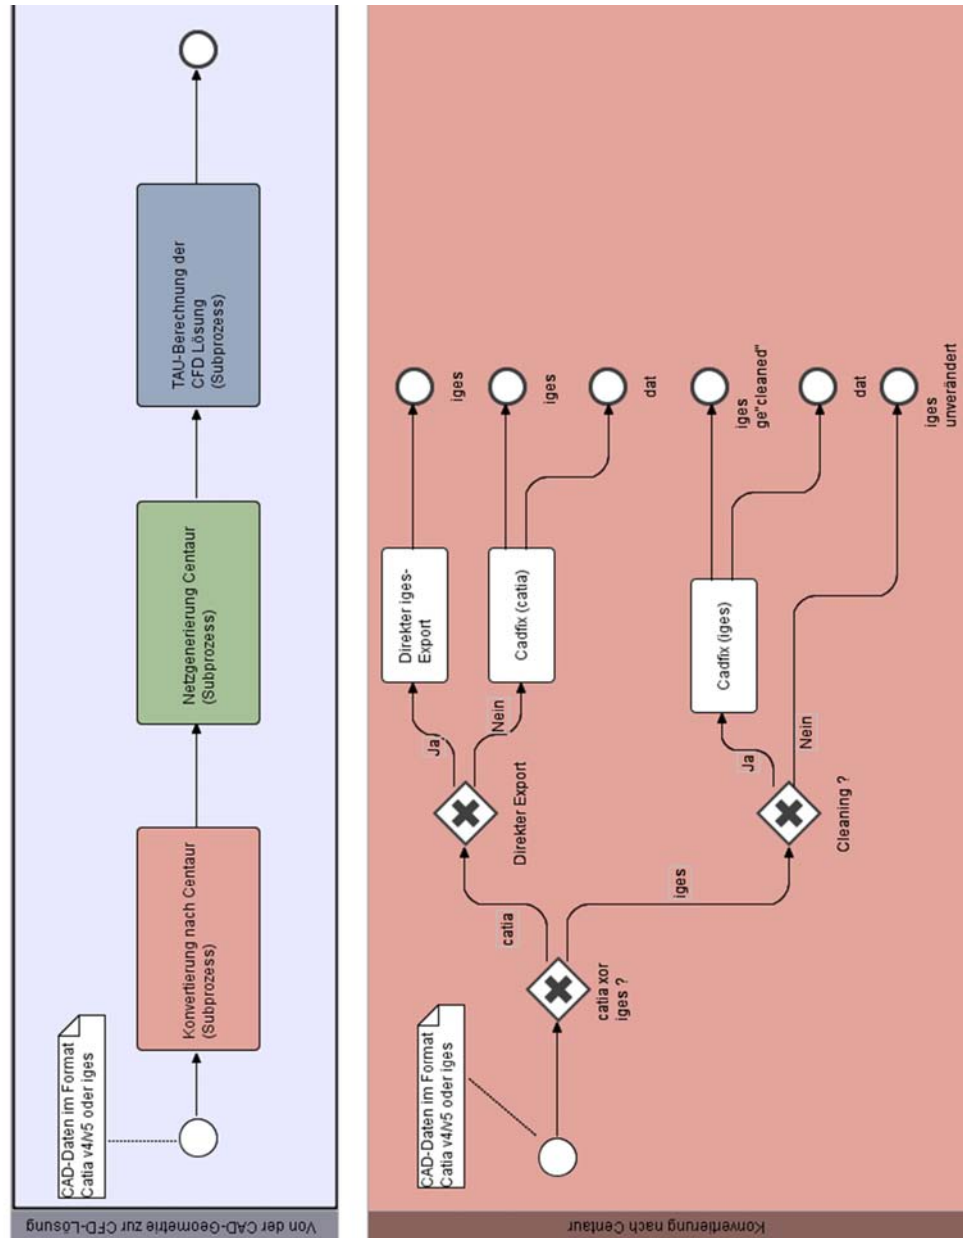 Von der CAD-Geometrie zur CFD-Lösung
CAD-Daten im Format
Catia v4/v5 oder iges
Konvertierung nach Centaur
(Subprozess)
Netzgenerierung Centaur
(Subprozess)
TAU-Berechnung der
CFD Lösung
(Subprozess)
Konvertierung nach Centaur
CAD-Daten im Format
Catia v4/v5 oder iges
catia xor
iges ?
catia
iges
Direkter Export
Ja
Nein
Direkter iges-
Export
Cadfix (catia)
iges
iges
dat
Cleaning ?
Ja
Nein
Cadfix (iges)
iges
ge"cleaned"
dat
iges
unverändert